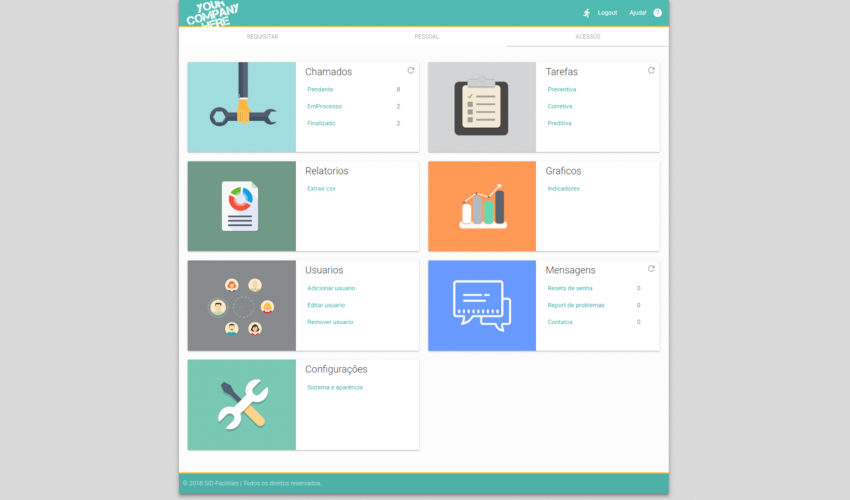 YOUR
COMPANY
HERE
Logout
Ajuda!
?
REQUISITAR
PESSOAL
ACESSOS
Chamados
Pendente 8
EmProcesso 2
Finalizado 2
Tarefas
Preventiva
Corretiva
Preditiva
Relatorios
Extrair csv
Graficos
Indicadores
Usuarios
Adicionar usuario
Editar usuario
Remover usuario
Mensagens
Resets de senha 0
Report de problemas 0
Contatos 0
Configurações
Sistema e aparência
© 2018 SID-Facilities | Todos os direitos reservados